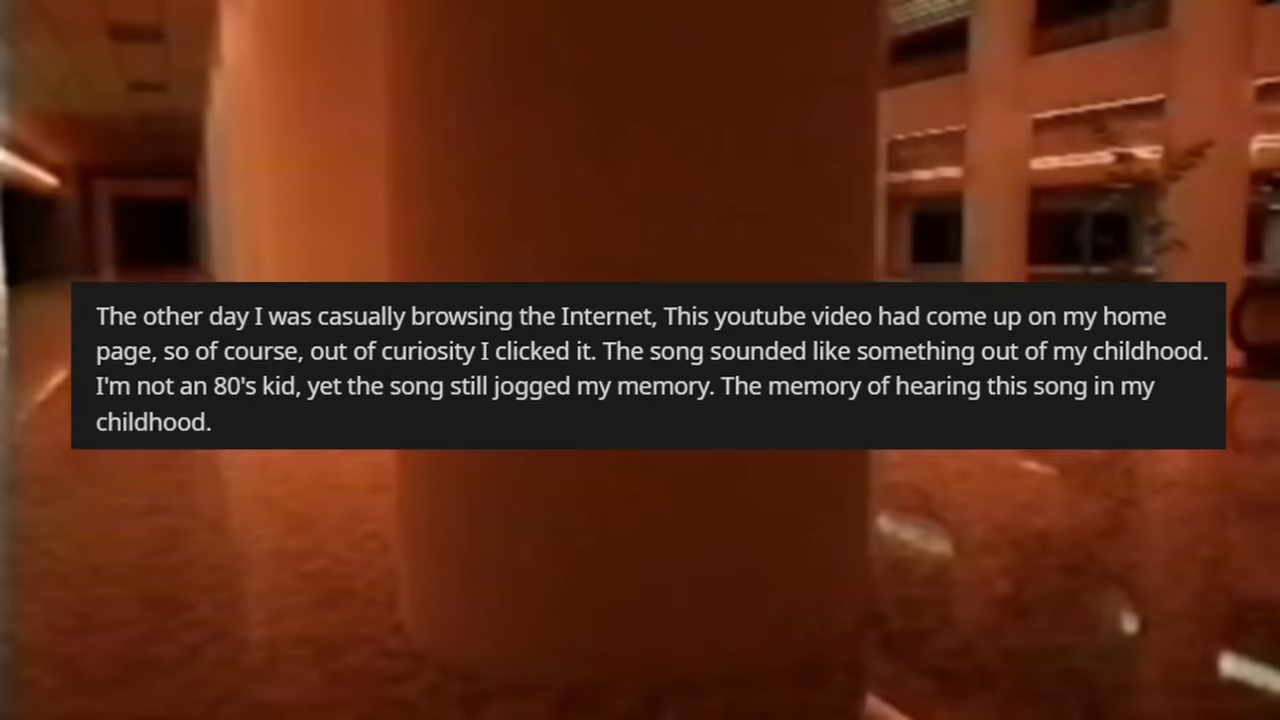 The other day I was casually browsing the Internet, This youtube video had come up on my home
page, so of course, out of curiosity I clicked it. The song sounded like something out of my childhood.
I'm not an 80's kid, yet the song still jogged my memory. The memory of hearing this song in my
childhood.